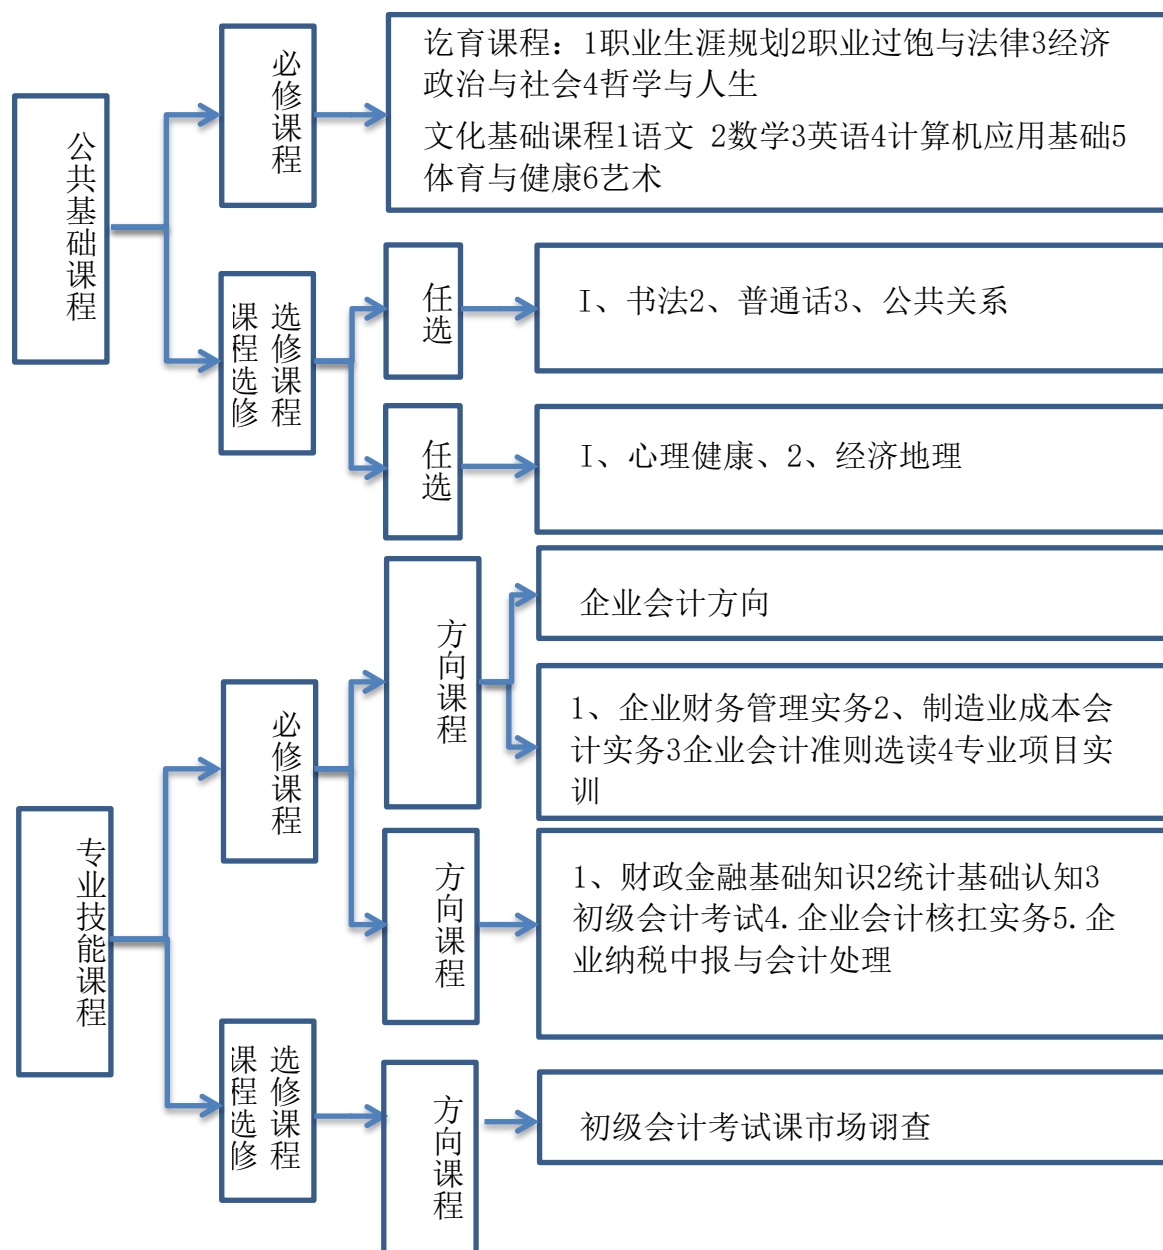 公共基础课程
必修课程
讫育课程：1职业生涯规划2职业过饱与法律3经济
政治与社会4哲学与人生
文化基础课程1语文 2数学3英语4计算机应用基础5
体育与健康6艺术
选修课程
课程选修
任选
I、书法2、普通话3、公共关系
任选
I、心理健康、2、经济地理
专业技能课程
必修课程
方向课程
企业会计方向
1、企业财务管理实务2、制造业成本会
计实务3企业会计准则选读4专业项目实
训
方向课程
1、财政金融基础知识2统计基础认知3
初级会计考试4.企业会计核扛实务5.企
业纳税中报与会计处理
选修课程
课程选修
方向课程
初级会计考试课市场诩查